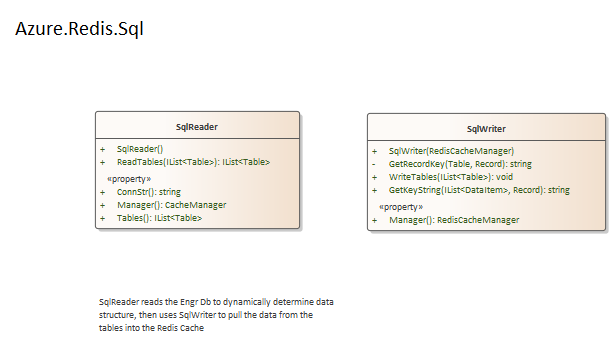 Azure.Redis.Sql
SqlReader
+ SqlReader()
+ ReadTables(IList<Table>): IList<Table>
«property»
+ ConnStr(): string
+ Manager(): CacheManager
+ Tables(): IList<Table>
SqlWriter
+ SqlWriter(RedisCacheManager)
- GetRecordKey(Table, Record): string
+ WriteTables(IList<Table>): void
+ GetKeyString(IList<DataItem>, Record): string
«property»
+ Manager(): RedisCacheManager
SqlReader reads the Engr Db to dynamically determine data
structure, then uses SqlWriter to pull the data from the
tables into the Redis Cache